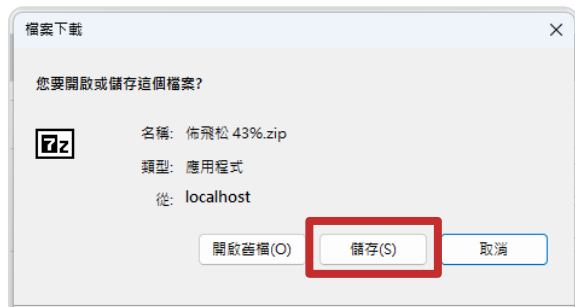 檔案下載
您要開啟或儲存這個檔案?
7z
名稱: 佈飛松 43%.zip
類型: 應用程式
從: localhost
開啟舊檔(O) 儲存(S) 取消